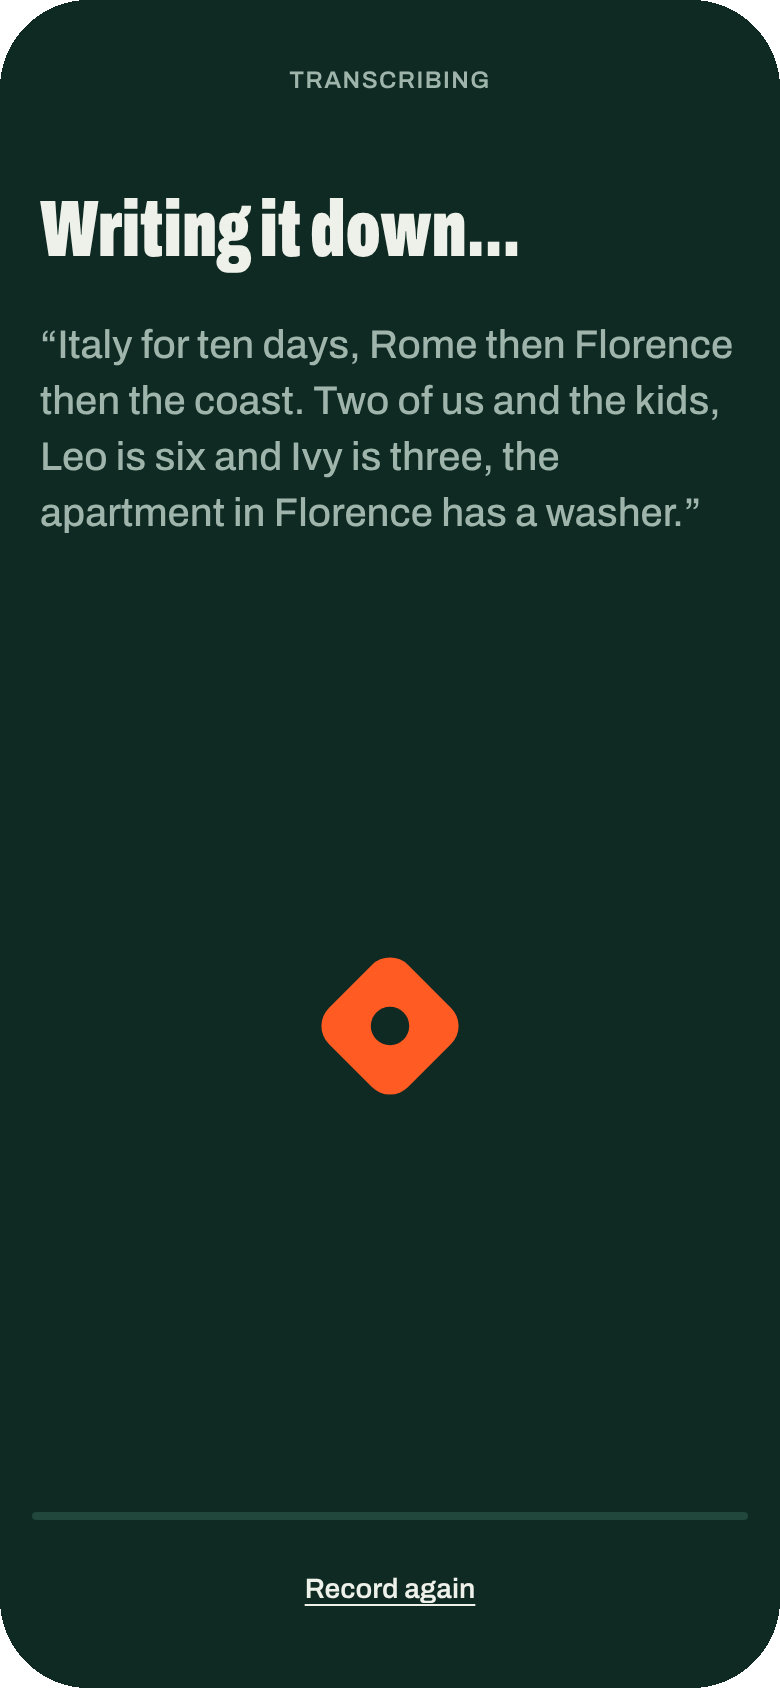 TRANSCRIBING
Writing it down...
“Italy for ten days, Rome then Florence
then the coast. Two of us and the kids,
Leo is six and Ivy is three, the
apartment in Florence has a washer.”
Record again